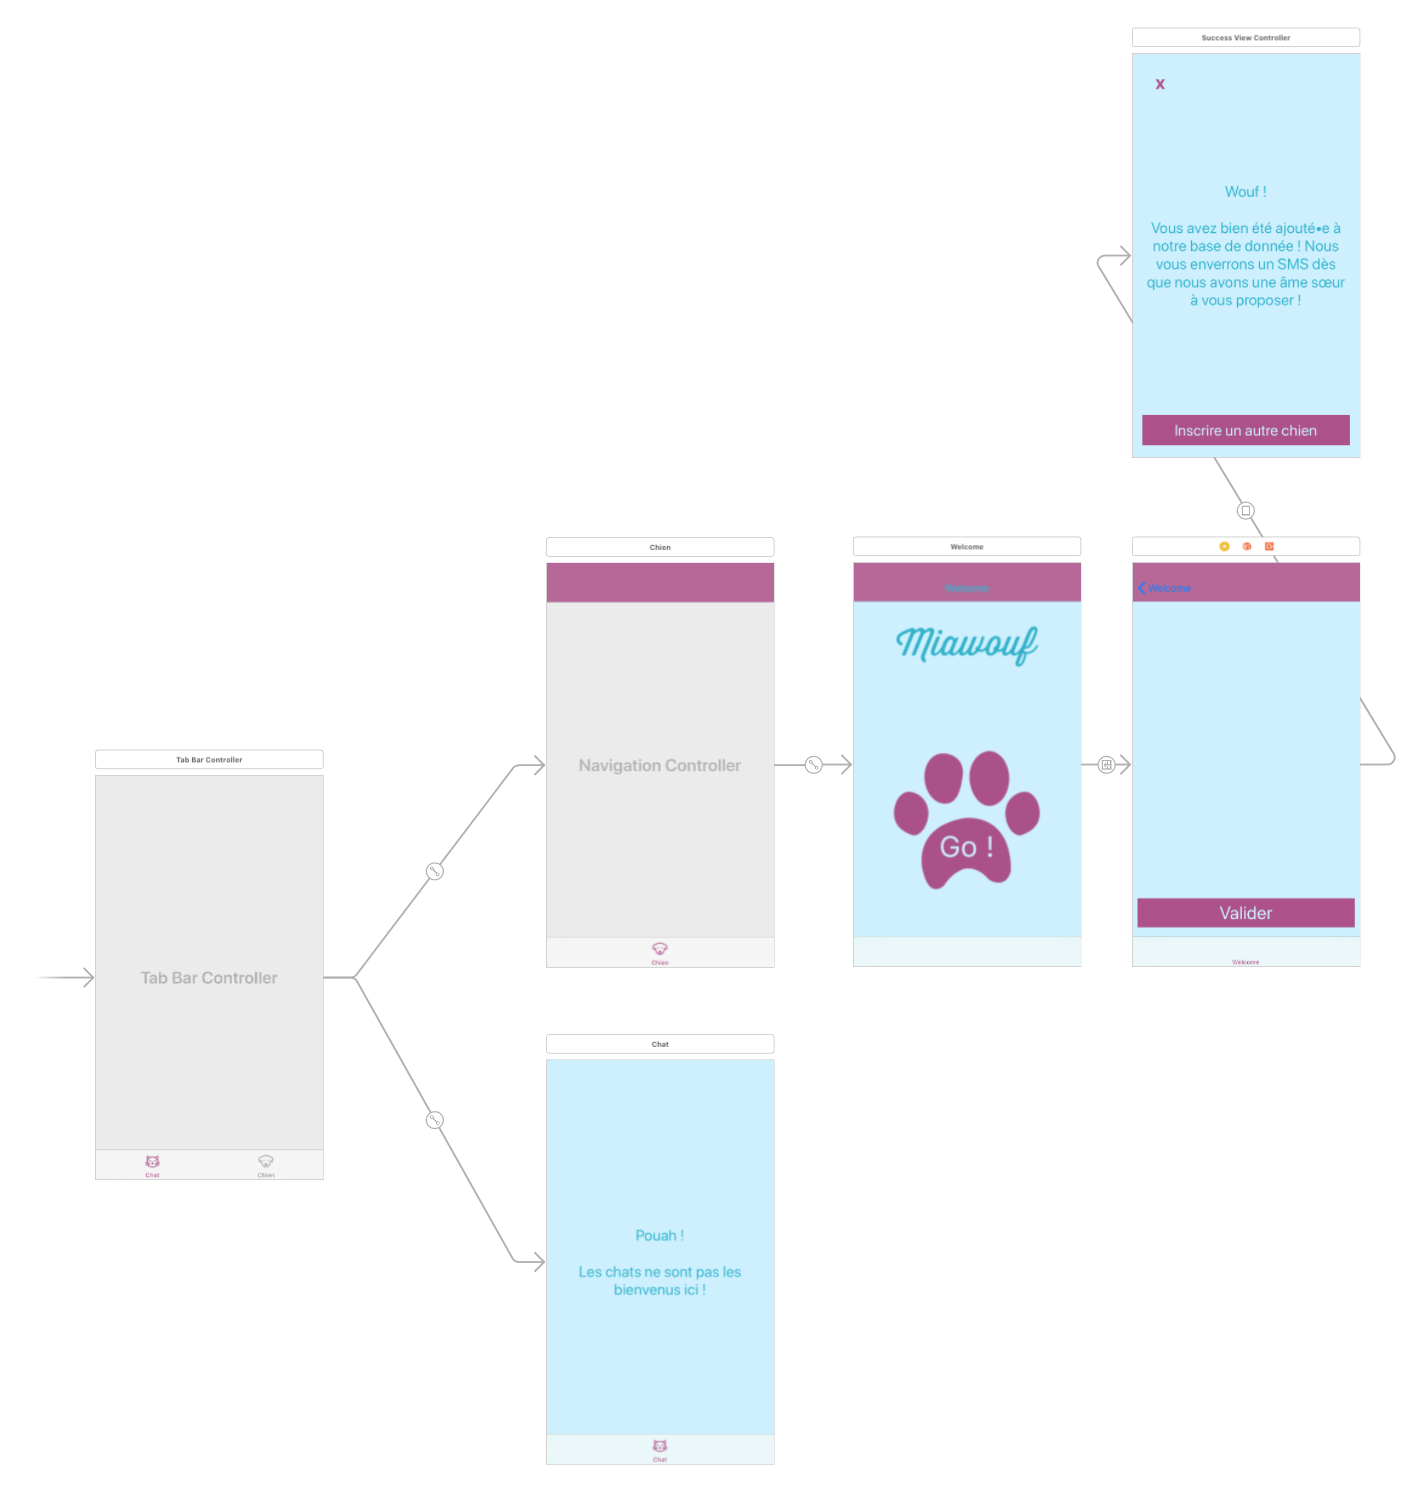 Success View Controller
X
Wouf !
Vous avez bien été ajouté•e à
notre base de donnée ! Nous
vous enverrons un SMS dès
que nous avons une âme sœur
à vous proposer !
Inscrire un autre chien
Chien
Navigation Controller
Chien
Welcome
Welcome
Miawouf
Go !
Welcome
Valider
Welcome
Tab Bar Controller
Tab Bar Controller
Chat
Chien
Chat
Pouah !
Les chats ne sont pas les
bienvenus ici !
Chat